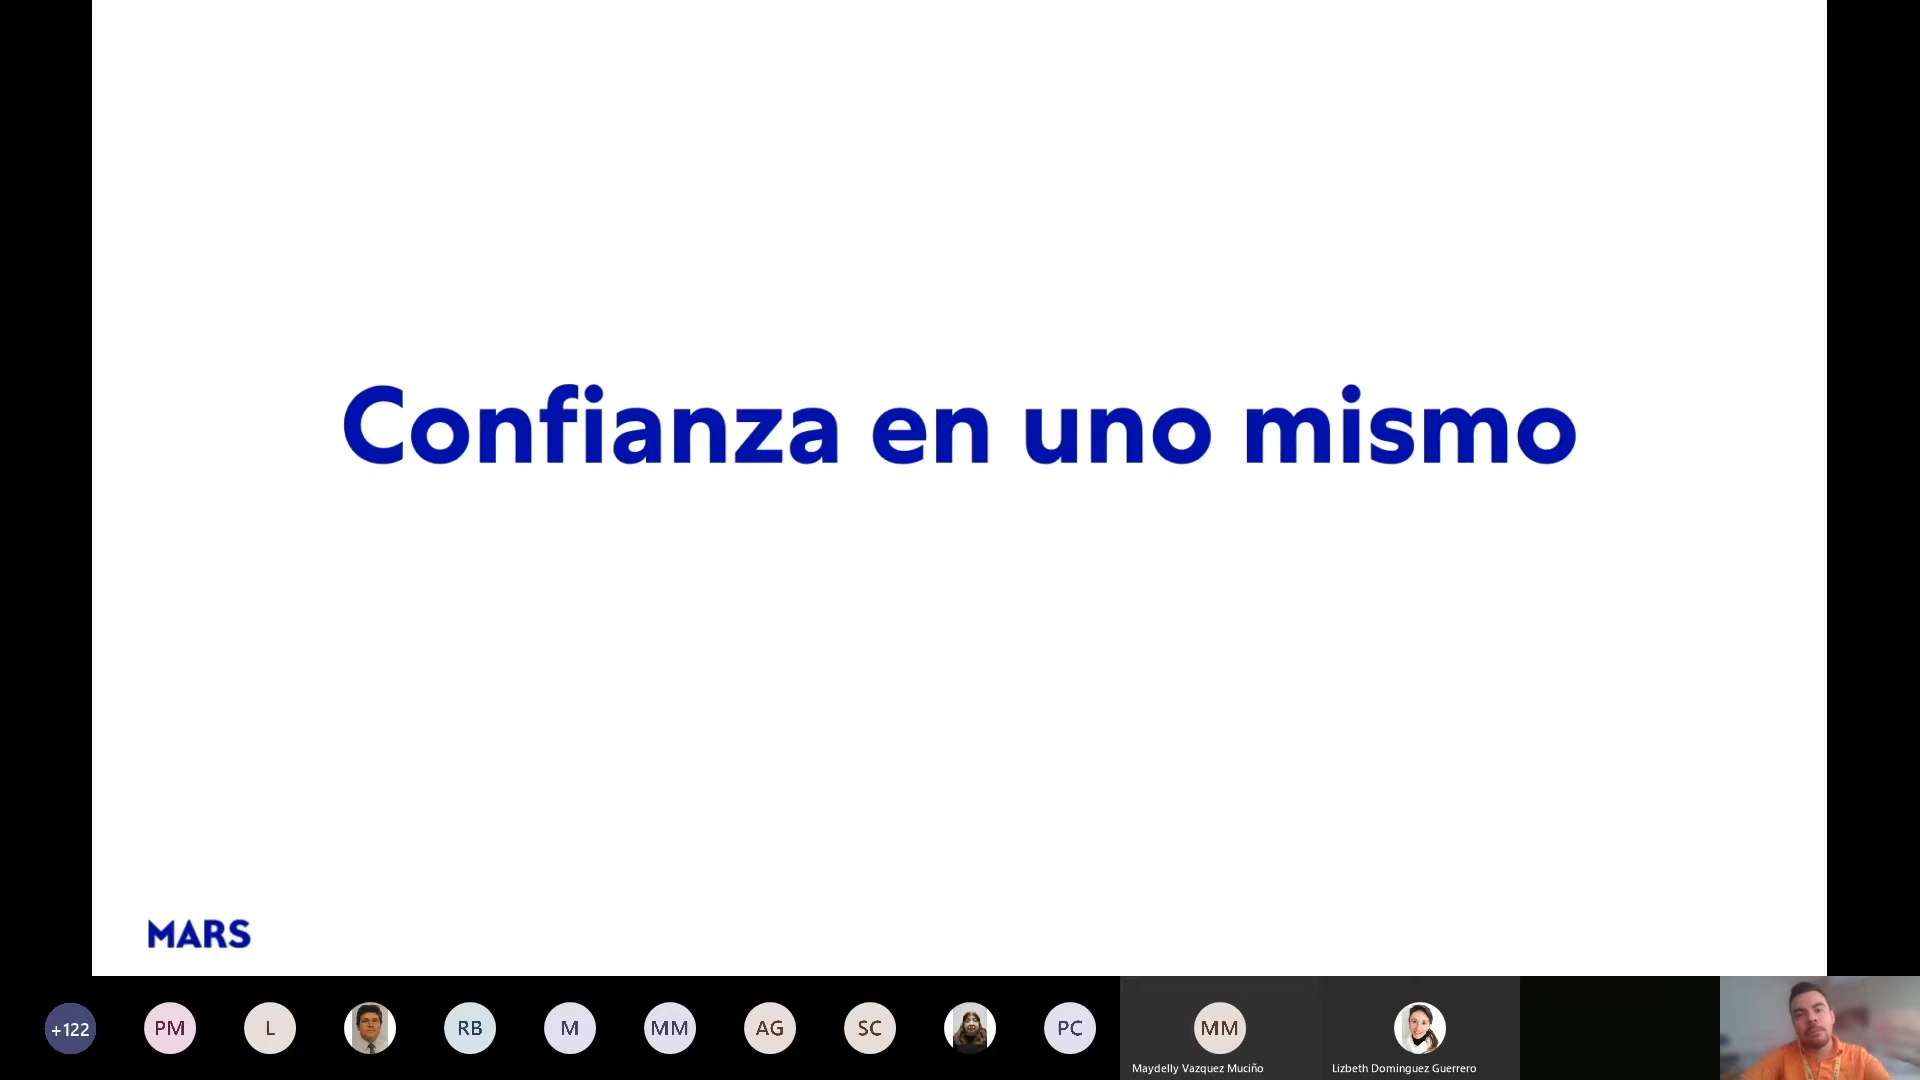 Confianza en uno mismo
MARS
+122
PM
L
RB
M
MM
AG
SC
PC
MM
Maydelly Vazquez Muciño
Lizbeth Dominguez Guerrero